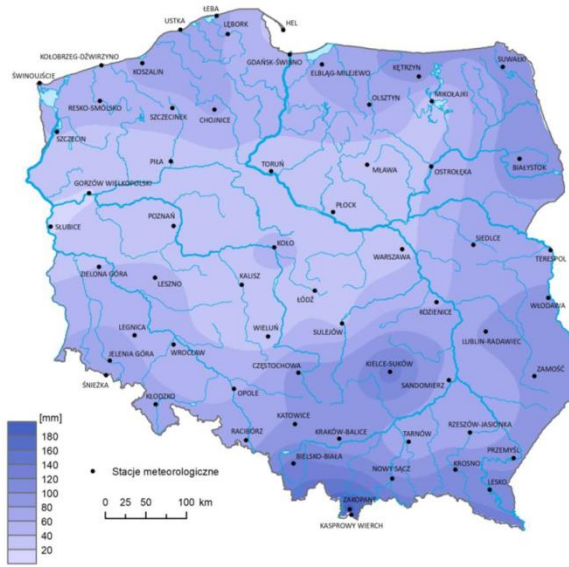 ŁEBA
USTKA
LĘBORK
HEL
KOŁOBRZEG-DŹWIRZYNO
KOSZALIN
GDAŃSK-ŚWIBNO
ELBLĄG-MILEJEWO
KĘTRZYN
SUWAŁKI
ŚWINOUJŚCIE
RESKO-SMÓLSKO
SZCZECINEK
CHOJNICE
OLSZTYN
MIKOŁAJKI
SZCZECIN
PIŁA
TORUŃ
MŁAWA
OSTROŁĘKA
BIAŁYSTOK
GORZÓW WIELKOPOLSKI
PŁOCK
SŁUBICE
POZNAŃ
KOŁO
WARSZAWA
SIEDLCE
TERESPOL
ZIELONA GÓRA
LESZNO
KALISZ
ŁÓDŹ
KOZIENICE
WŁODAWA
LEGNICA
WROCŁAW
WIELUŃ
SULEJÓW
LUBLIN-RADAWIEC
JELENIA GÓRA
ŚNIEŻKA
CZĘSTOCHOWA
KIELCE-SUKÓW
SANDOMIERZ
ZAMOŚĆ
KŁODZKO
OPOLE
KATOWICE
RACIBÓRZ
KRAKÓW-BALICE
TARNÓW
RZESZÓW-JASIONKA
PRZEMYŚL
BIELSKO-BIAŁA
NOWY SĄCZ
KROSNO
LESKO
ZAKOPANE
KASPROWY WIERCH
[mm]
180
160
140
120
100
80
60
40
20
Stacje meteorologiczne
0 25 50 100 km